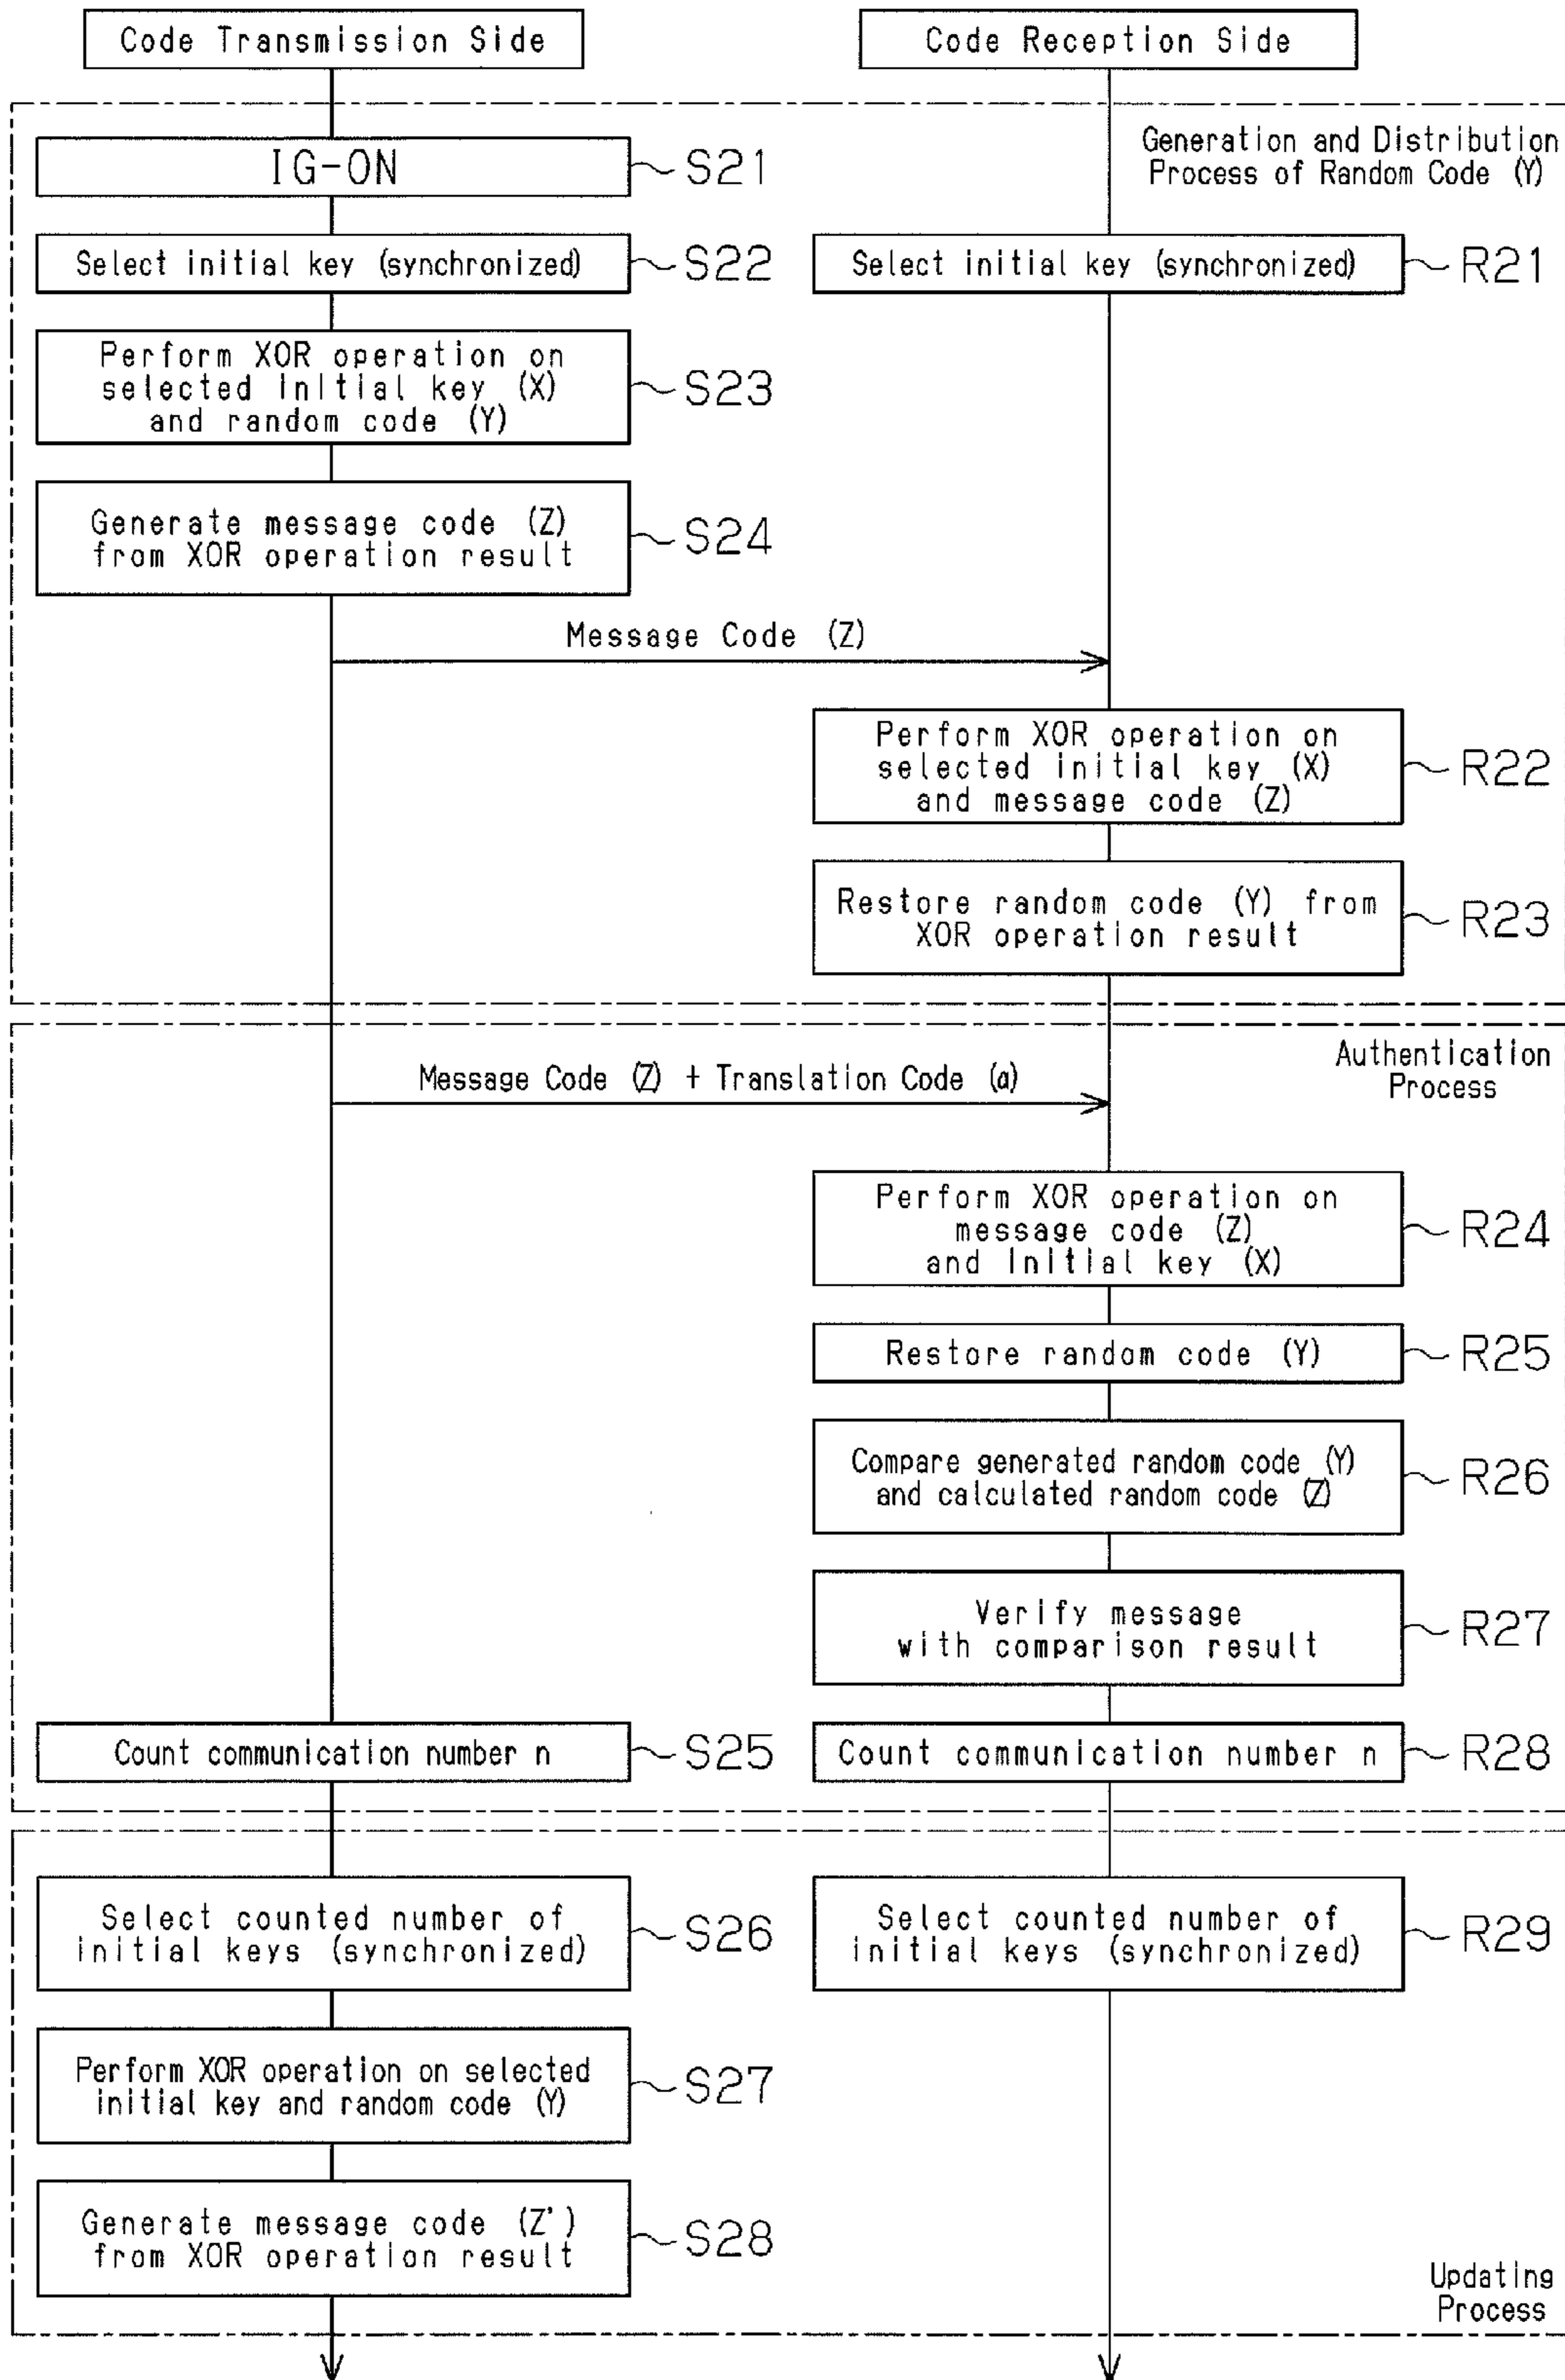 Code Transmission Side
Code Reception Side
Generation and Distribution
Process of Random Code (Y)
IG-ON
S21
Select initial key (synchronized)
S22
Select initial key (synchronized)
R21
Perform XOR operation on
selected initial key (X)
and random code (Y)
S23
Generate message code (Z)
from XOR operation result
S24
Message Code (Z)
Perform XOR operation on
selected initial key (X)
and message code (Z)
R22
Restore random code (Y) from
XOR operation result
R23
Authentication
Process
Message Code (Z) + Translation Code (α)
Perform XOR operation on
message code (Z)
and initial key (X)
R24
Restore random code (Y)
R25
Compare generated random code (Y)
and calculated random code (Z)
R26
Verify message
with comparison result
R27
Count communication number n
S25
Count communication number n
R28
Select counted number of
initial keys (synchronized)
S26
Select counted number of
initial keys (synchronized)
R29
Perform XOR operation on selected
initial key and random code (Y)
S27
Generate message code (Z')
from XOR operation result
S28
Updating
Process